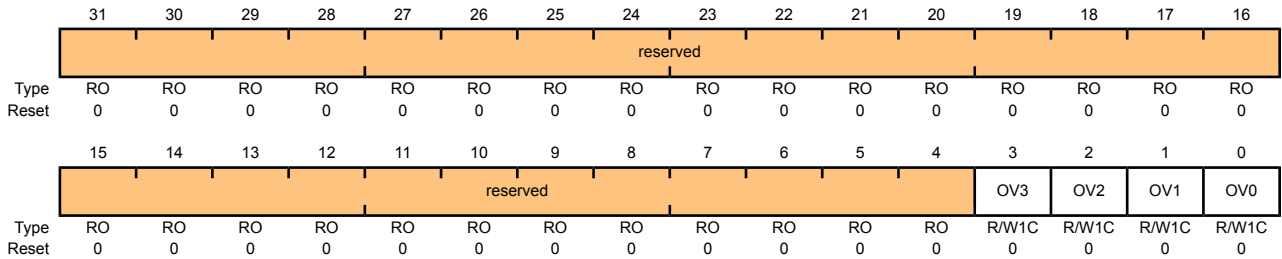 31 30 29 28 27 26 25 24 23 22 21 20 19 18 17 16
reserved
Type RO RO RO RO RO RO RO RO RO RO RO RO RO RO RO RO
Reset 0 0 0 0 0 0 0 0 0 0 0 0 0 0 0 0
15 14 13 12 11 10 9 8 7 6 5 4 3 2 1 0
reserved OV3 OV2 OV1 OV0
Type RO RO RO RO RO RO RO RO RO RO RO RO R/W1C R/W1C R/W1C R/W1C
Reset 0 0 0 0 0 0 0 0 0 0 0 0 0 0 0 0